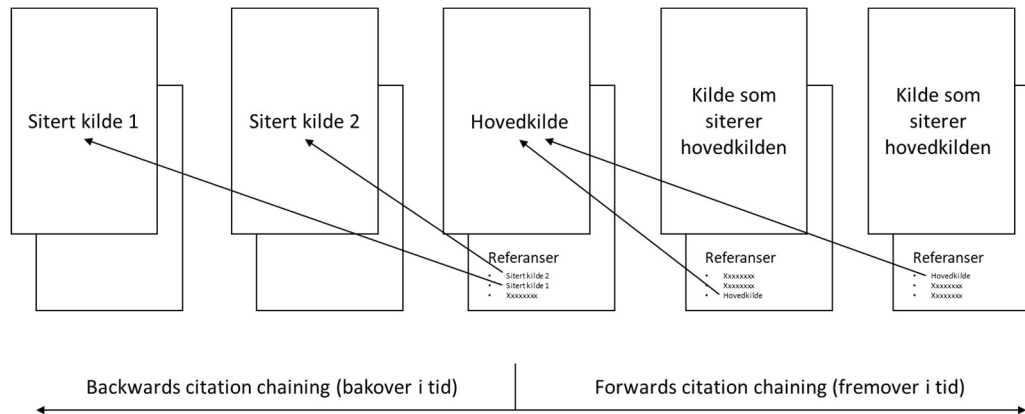 Sitert kilde 1
Sitert kilde 2
Hovedkilde
Kilde som
siterer
hovedkilden
Kilde som
siterer
hovedkilden
Referanser
• Sitert kilde 2
• Sitert kilde 1
• Xxxxxxxx
Referanser
• Xxxxxxxx
• Xxxxxxxx
• Hovedkilde
Referanser
• Hovedkilde
• Xxxxxxxx
• Xxxxxxxx
Backwards citation chaining (bakover i tid)
Forwards citation chaining (fremover i tid)